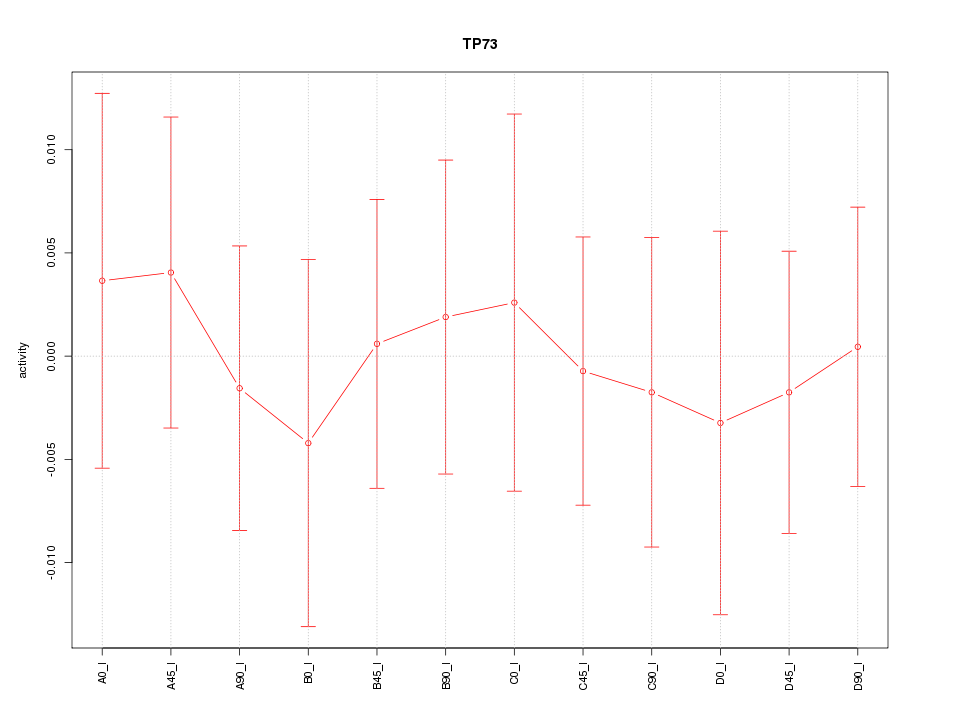 TP73
activity
0.010
0.005
0.000
-0.005
-0.010
A0_I
A45_I
A90_I
B0_I
B45_I
B90_I
C0_I
C45_I
C90_I
D0_I
D45_I
D90_I